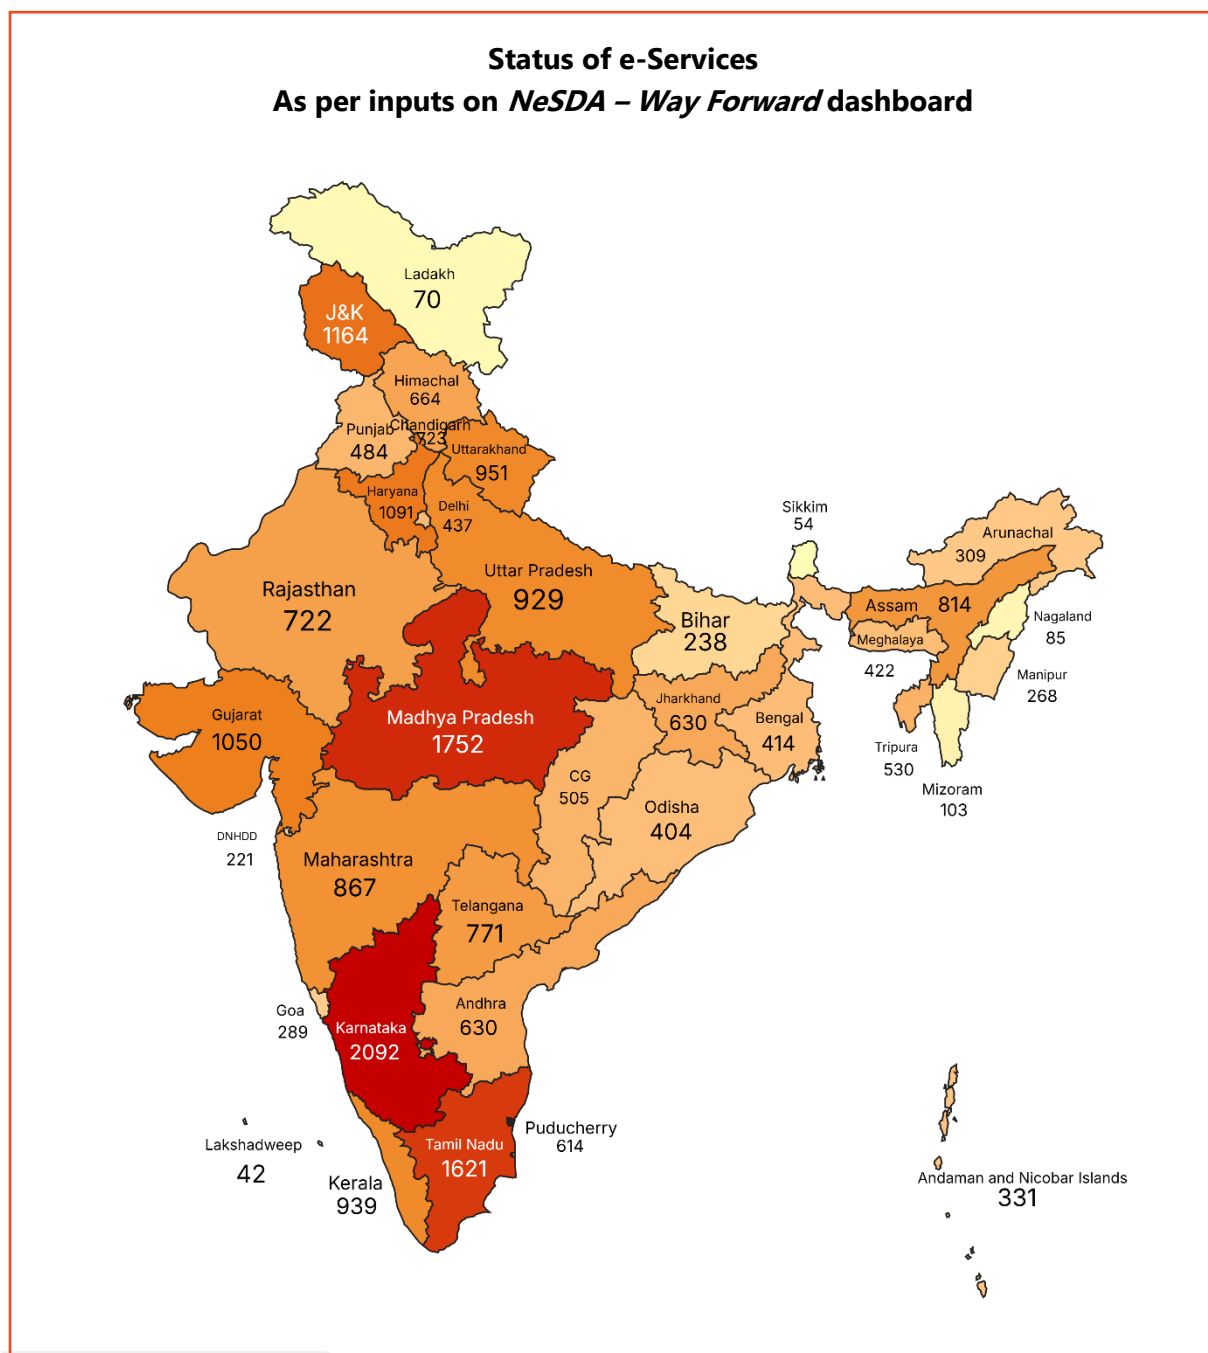 Status of e-Services
As per inputs on NeSDA – Way Forward dashboard
Ladakh
70
J&K
1164
Himachal
664
Chandigarh
723
Punjab
484
Uttarakhand
951
Haryana
1091
Delhi
437
Sikkim
54
Arunachal
309
Rajasthan
722
Uttar Pradesh
929
Bihar
238
Assam 814
Nagaland
85
Meghalaya
422
Manipur
268
Gujarat
1050
Madhya Pradesh
1752
Jharkhand
630
Bengal
414
Tripura
530
Mizoram
103
CG
505
Odisha
404
DNHDD
221
Maharashtra
867
Telangana
771
Goa
289
Karnataka
2092
Andhra
630
Lakshadweep
42
Kerala
939
Tamil Nadu
1621
Puducherry
614
Andaman and Nicobar Islands
331